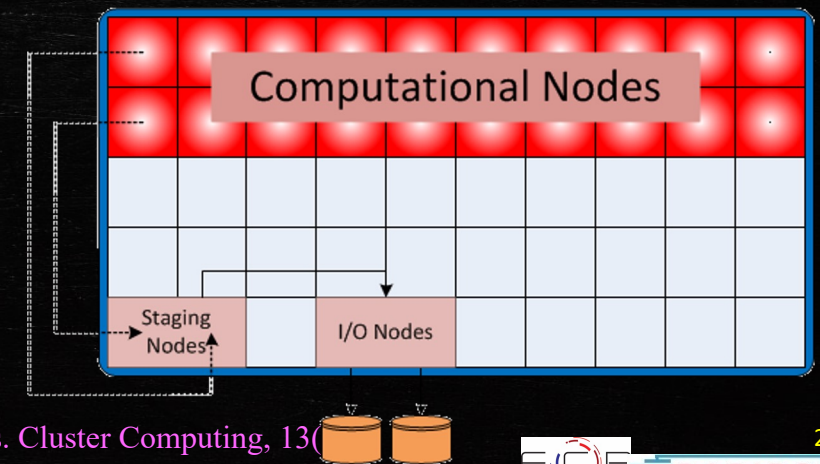 Computational Nodes
Staging
Nodes
I/O Nodes
. Cluster Computing, 13(